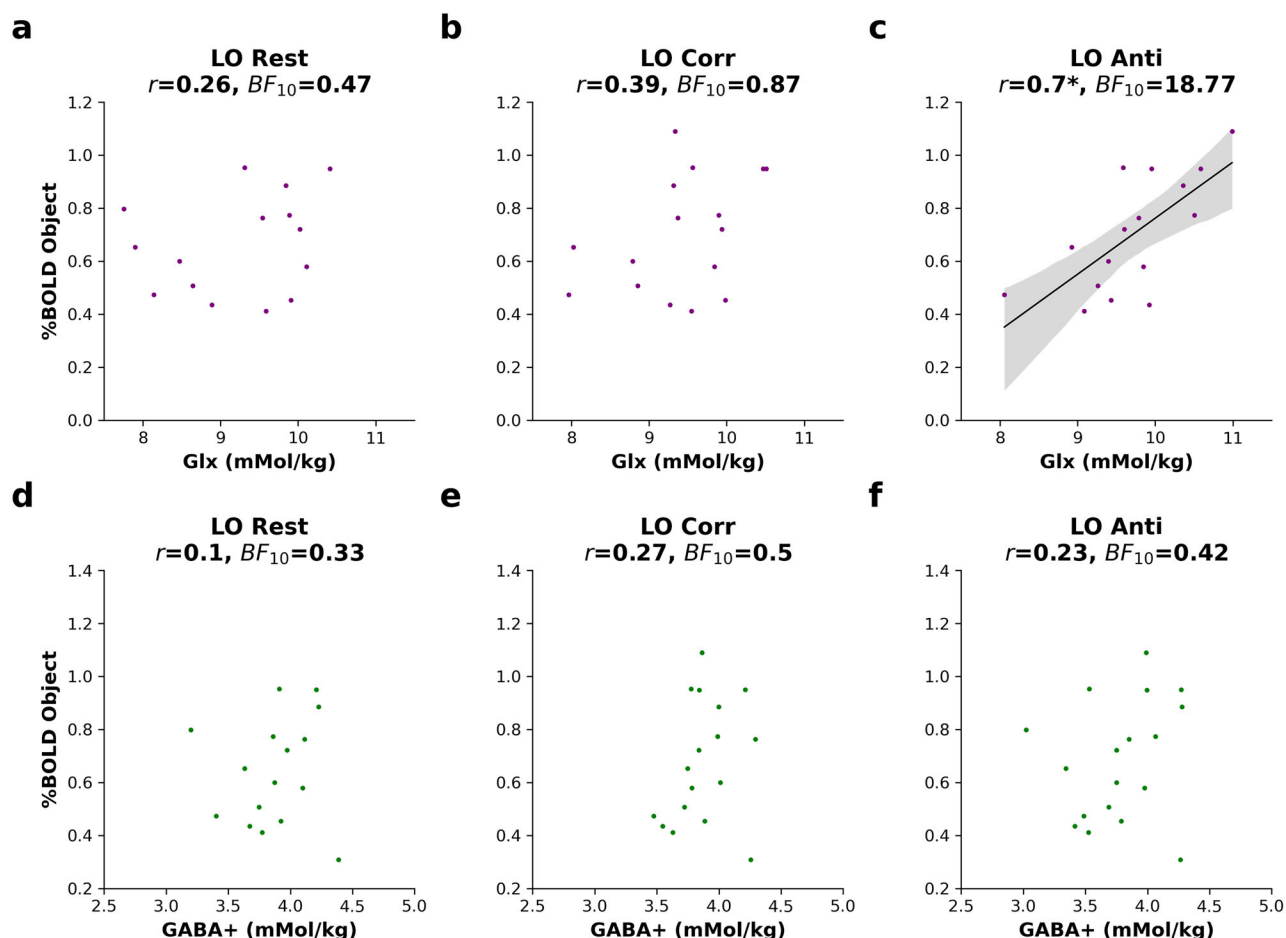 a
b
c
LO Rest
r=0.26, BF10=0.47
LO Corr
r=0.39, BF10=0.87
LO Anti
r=0.7*, BF10=18.77
%BOLD Object
1.2
1.0
0.8
0.6
0.4
0.2
0.0
8 9 10 11
Glx (mMol/kg)
1.2
1.0
0.8
0.6
0.4
0.2
0.0
8 9 10 11
Glx (mMol/kg)
1.2
1.0
0.8
0.6
0.4
0.2
0.0
8 9 10 11
Glx (mMol/kg)
d
e
f
LO Rest
r=0.1, BF10=0.33
LO Corr
r=0.27, BF10=0.5
LO Anti
r=0.23, BF10=0.42
%BOLD Object
1.4
1.2
1.0
0.8
0.6
0.4
0.2
2.5 3.0 3.5 4.0 4.5 5.0
GABA+ (mMol/kg)
1.4
1.2
1.0
0.8
0.6
0.4
0.2
2.5 3.0 3.5 4.0 4.5 5.0
GABA+ (mMol/kg)
1.4
1.2
1.0
0.8
0.6
0.4
0.2
2.5 3.0 3.5 4.0 4.5 5.0
GABA+ (mMol/kg)